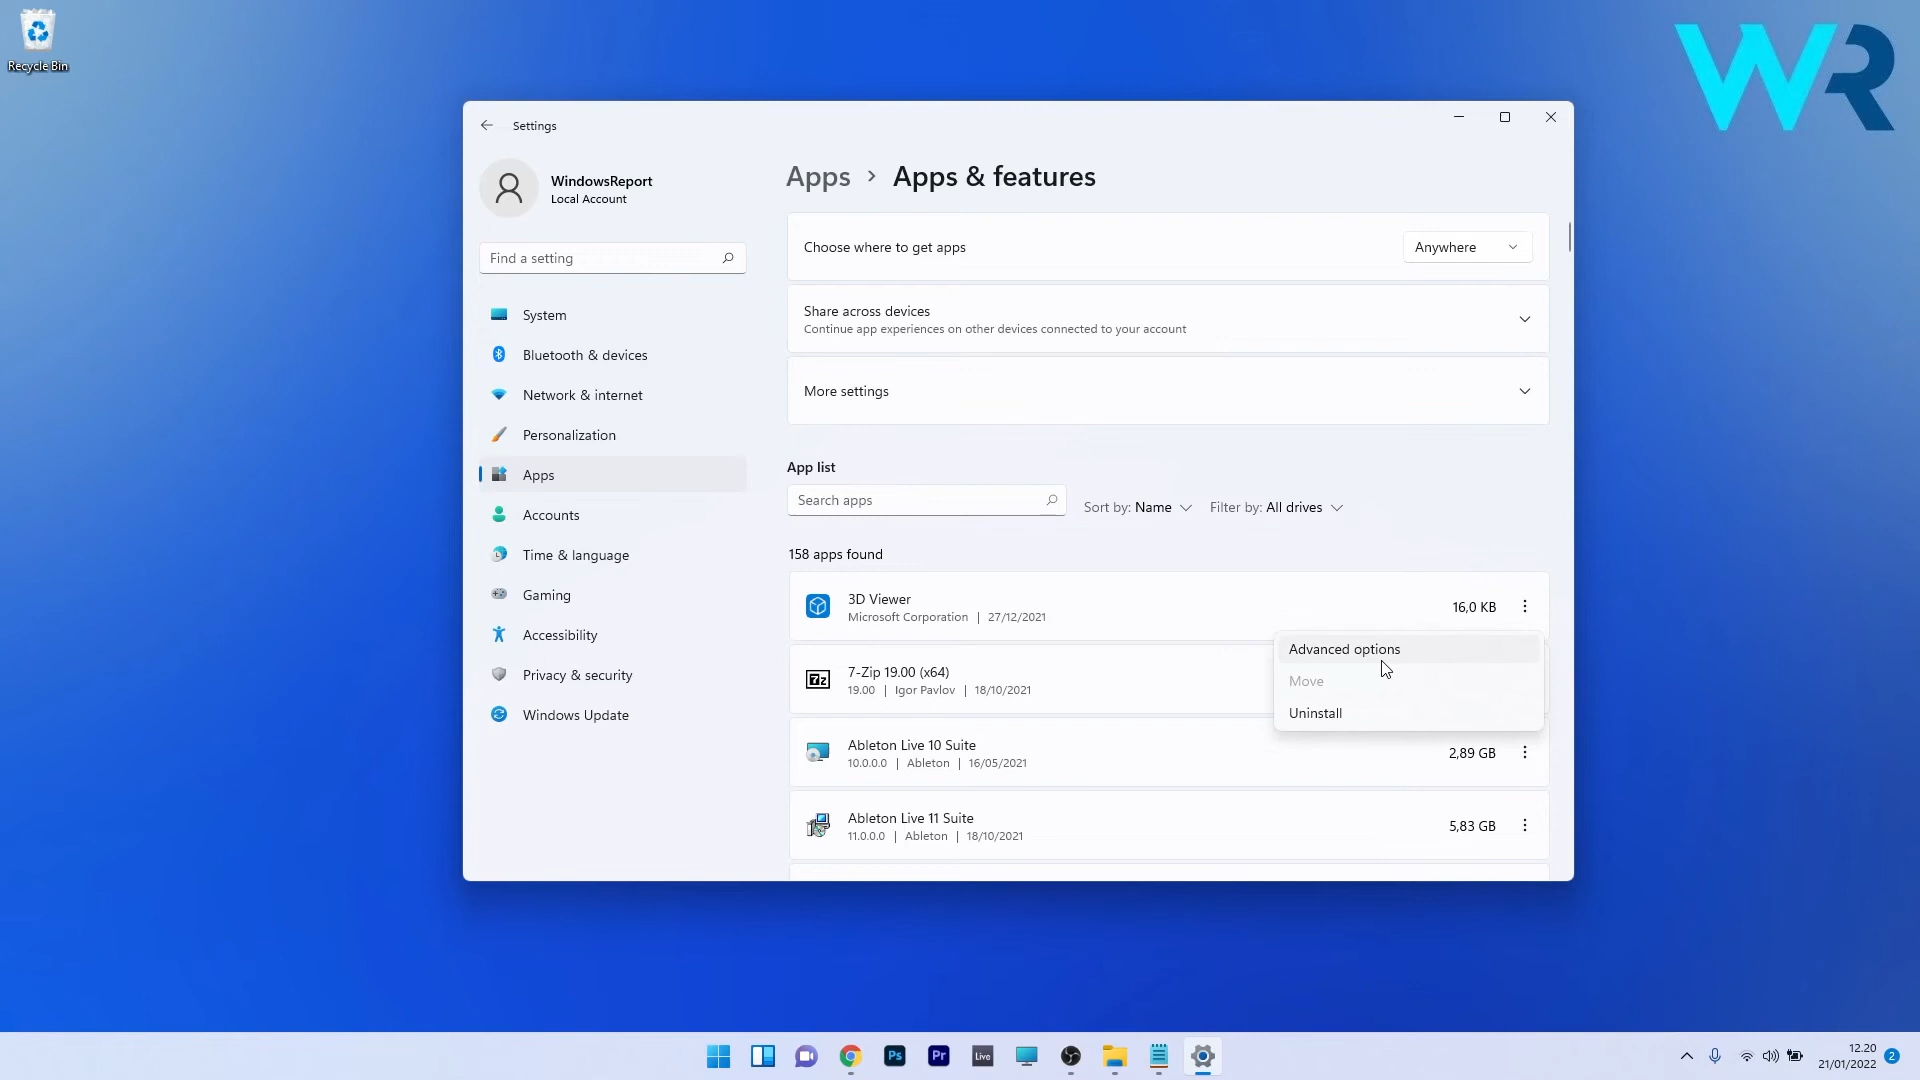 Recycle Bin
WR
Settings
WindowsReport
Local Account
Find a setting
System
Bluetooth & devices
Network & internet
Personalization
Apps
Accounts
Time & language
Gaming
Accessibility
Privacy & security
Windows Update
Apps > Apps & features
Choose where to get apps
Anywhere
Share across devices
Continue app experiences on other devices connected to your account
More settings
App list
Search apps
Sort by: Name
Filter by: All drives
158 apps found
3D Viewer
Microsoft Corporation | 27/12/2021
16,0 KB
Advanced options
Move
Uninstall
7-Zip 19.00 (x64)
19.00 | Igor Pavlov | 18/10/2021
Ableton Live 10 Suite
10.0.0.0 | Ableton | 16/05/2021
2,89 GB
Ableton Live 11 Suite
11.0.0.0 | Ableton | 18/10/2021
5,83 GB
7z
Ps
Pr
Live
12.20
21/01/2022
2